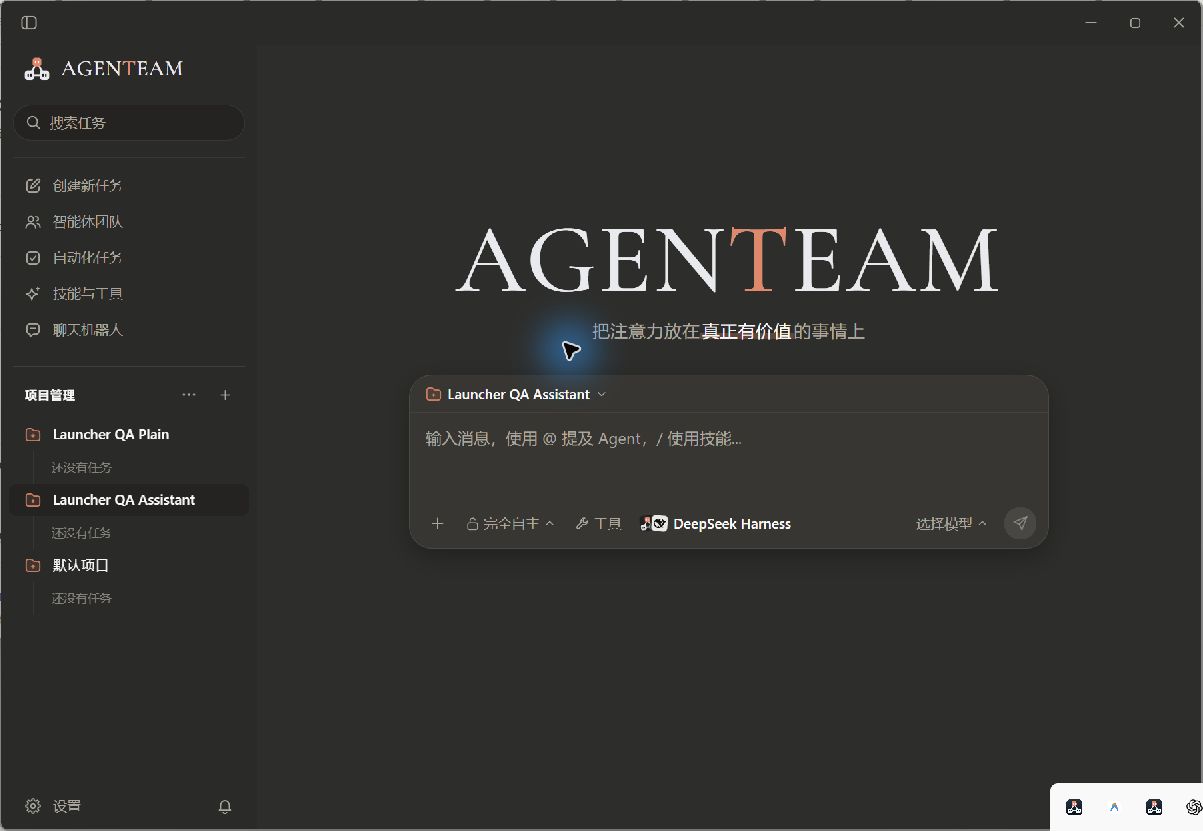 AGENTEAM
搜索任务
创建新任务
智能体团队
自动化任务
技能与工具
聊天机器人
项目管理
Launcher QA Plain
还没有任务
Launcher QA Assistant
还没有任务
默认项目
还没有任务
设置
AGENTEAM
把注意力放在真正有价值的事情上
Launcher QA Assistant
输入消息，使用 @ 提及 Agent，/ 使用技能...
完全自主 工具 DeepSeek Harness 选择模型